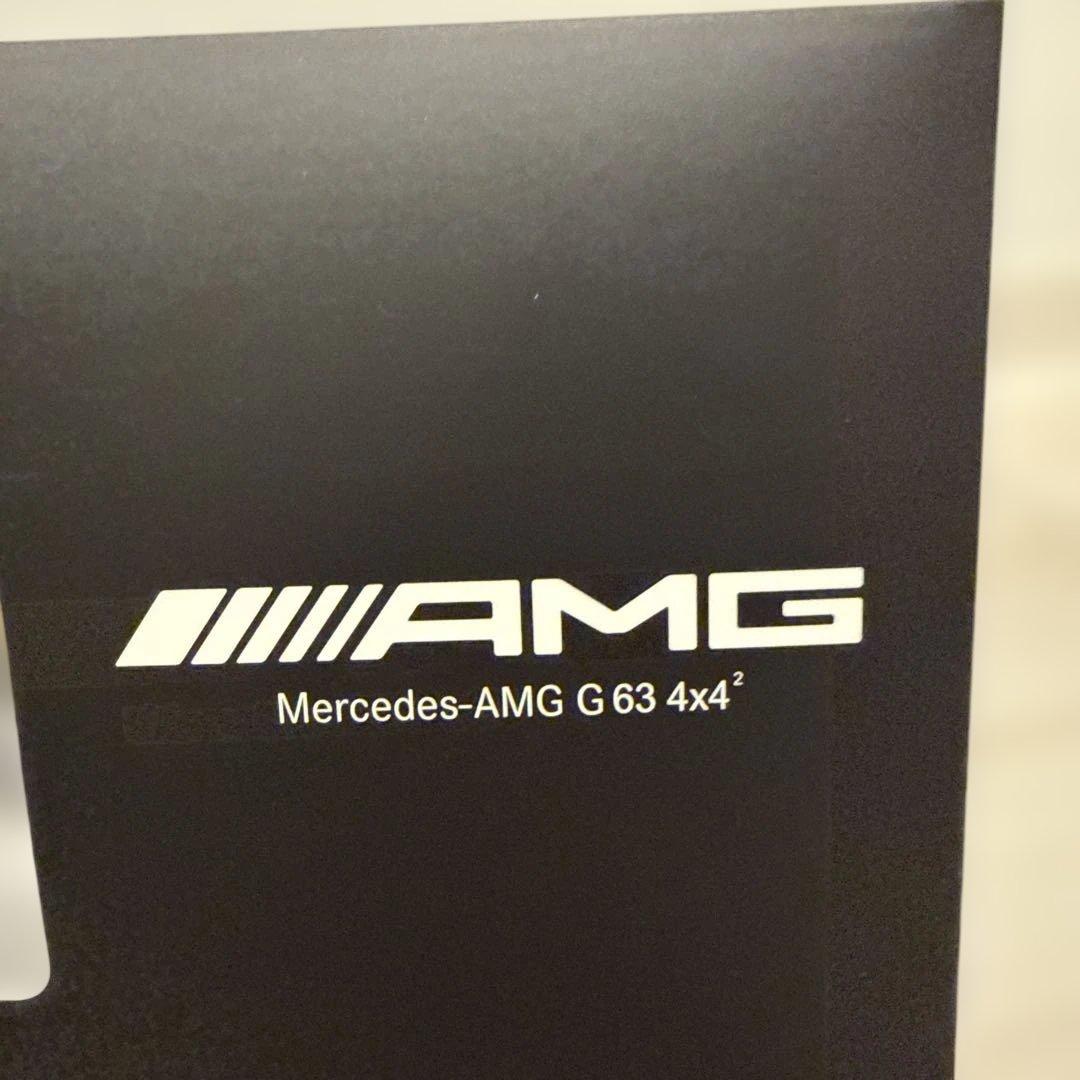 AMG
Mercedes-AMG G 63 4x4²